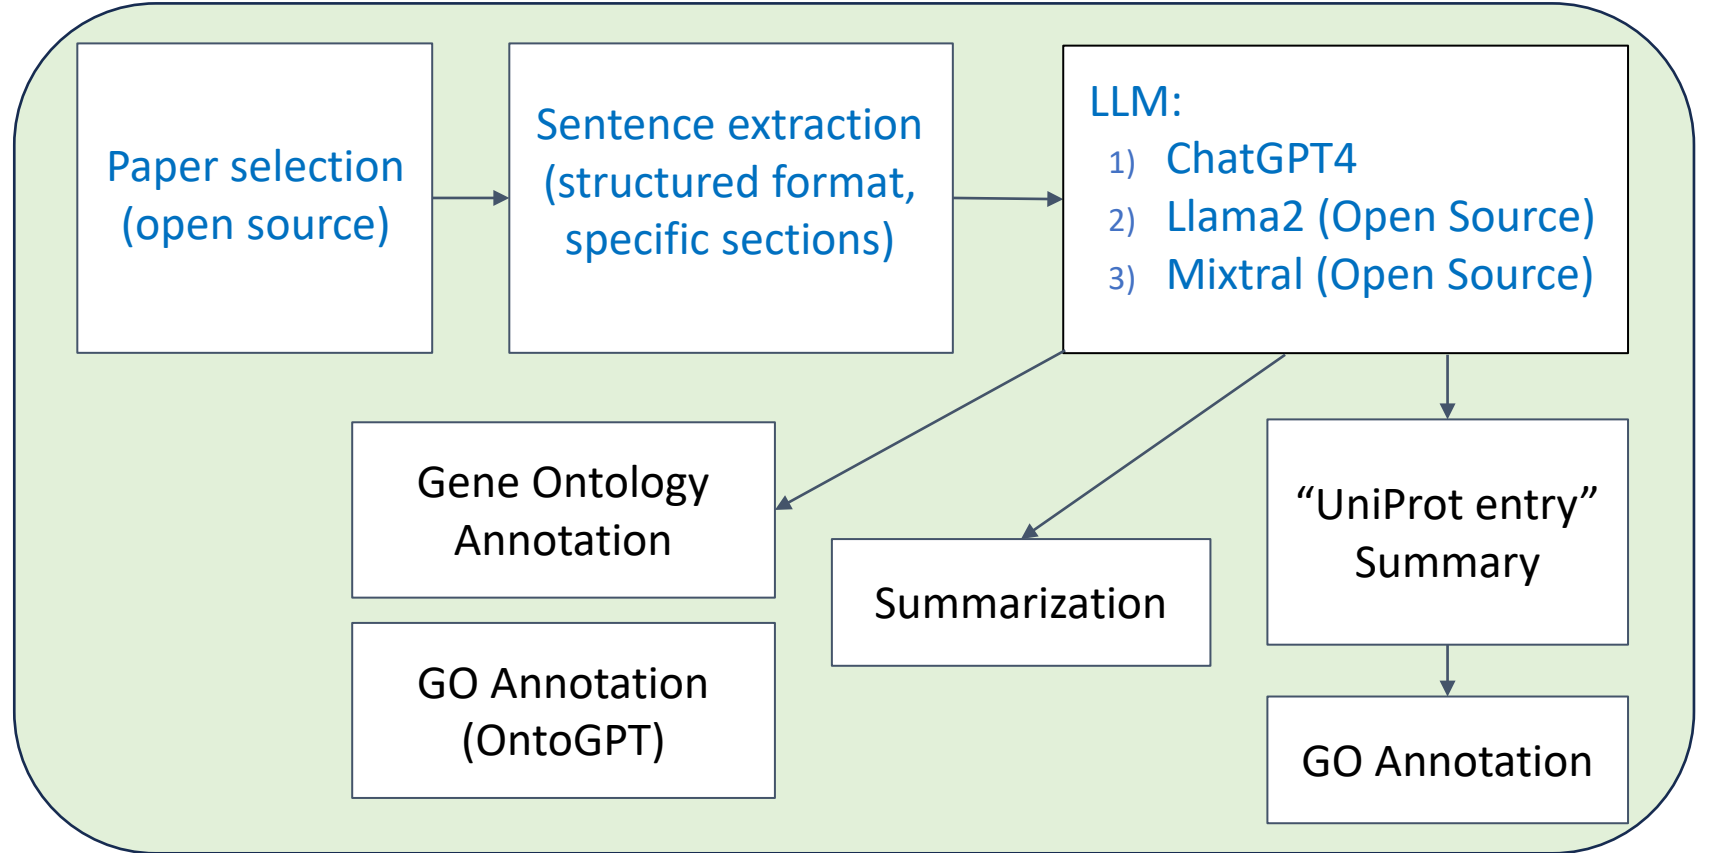 Paper selection
(open source)
Sentence extraction
(structured format,
specific sections)
LLM:
1) ChatGPT4
2) Llama2 (Open Source)
3) Mixtral (Open Source)
Gene Ontology
Annotation
GO Annotation
(OntoGPT)
Summarization
“UniProt entry”
Summary
GO Annotation